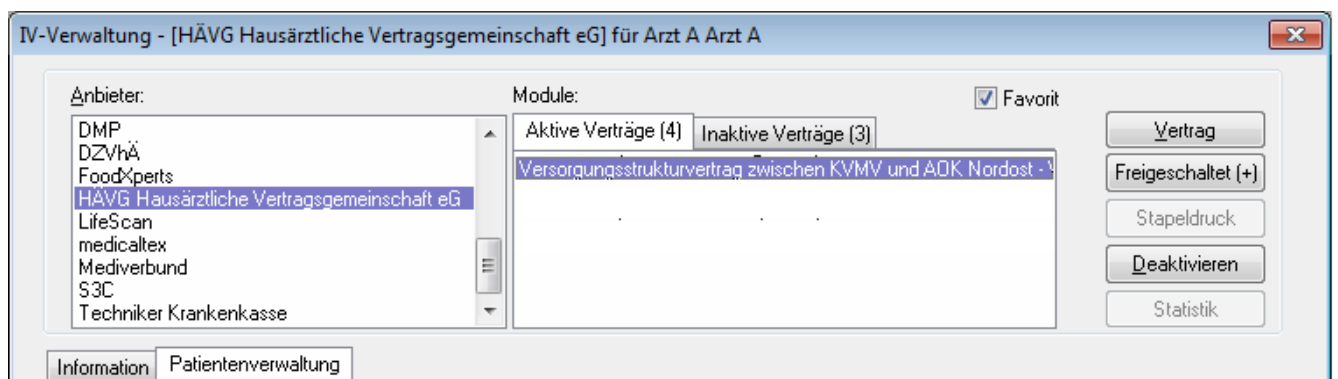 IV-Verwaltung - [HÄVG Hausärztliche Vertragsgemeinschaft eG] für Arzt A Arzt A
Anbieter:
DMP
DZVhÄ
FoodXperts
HÄVG Hausärztliche Vertragsgemeinschaft eG
LifeScan
medicaltex
Mediverbund
S3C
Techniker Krankenkasse
Module:
Favorit
Aktive Verträge (4) Inaktive Verträge (3)
Versorgungsstrukturvertrag zwischen KVMV und AOK Nordost -
Vertrag
Freigeschaltet (+)
Stapeldruck
Deaktivieren
Statistik
Information Patientenverwaltung